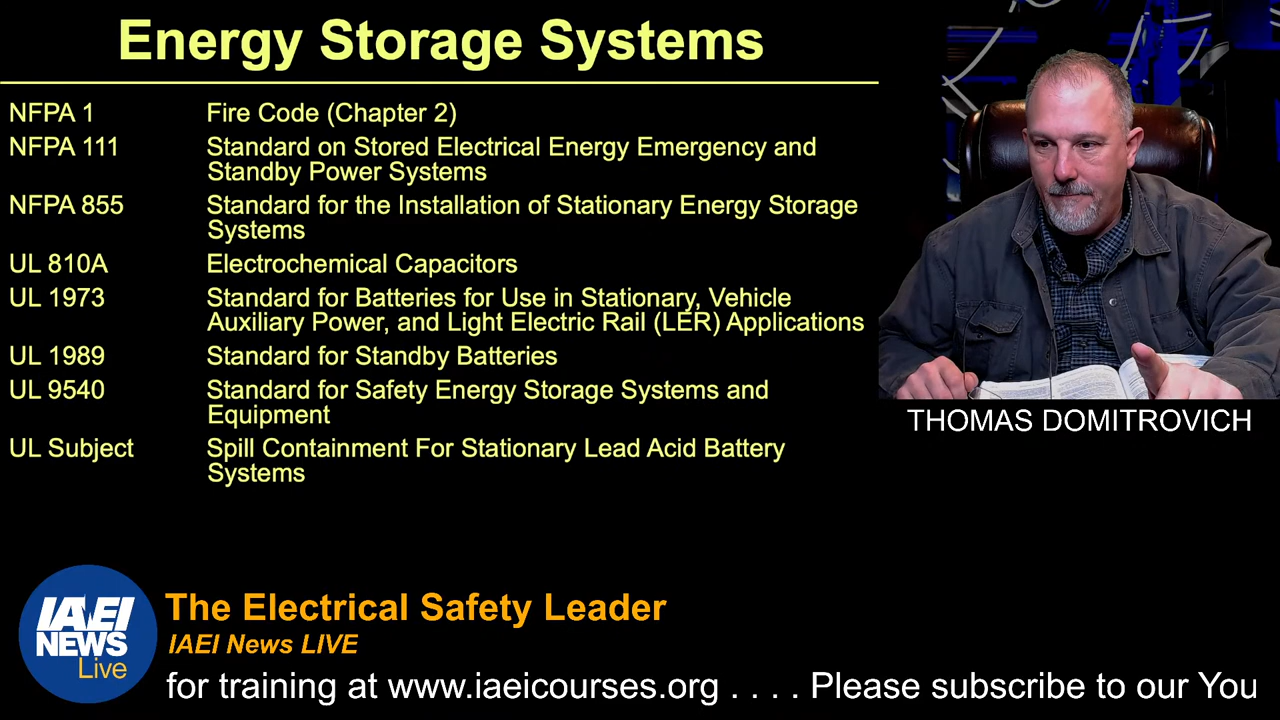 Energy Storage Systems
NFPA 1 Fire Code (Chapter 2)
NFPA 111 Standard on Stored Electrical Energy Emergency and
Standby Power Systems
NFPA 855 Standard for the Installation of Stationary Energy Storage
Systems
UL 810A Electrochemical Capacitors
UL 1973 Standard for Batteries for Use in Stationary, Vehicle
Auxiliary Power, and Light Electric Rail (LER) Applications
UL 1989 Standard for Standby Batteries
UL 9540 Standard for Safety Energy Storage Systems and
Equipment
UL Subject Spill Containment For Stationary Lead Acid Battery
Systems
THOMAS DOMITROVICH
IAEI
NEWS
Live
The Electrical Safety Leader
IAEI News LIVE
for training at www.iaeicourses.org . . . . Please subscribe to our You